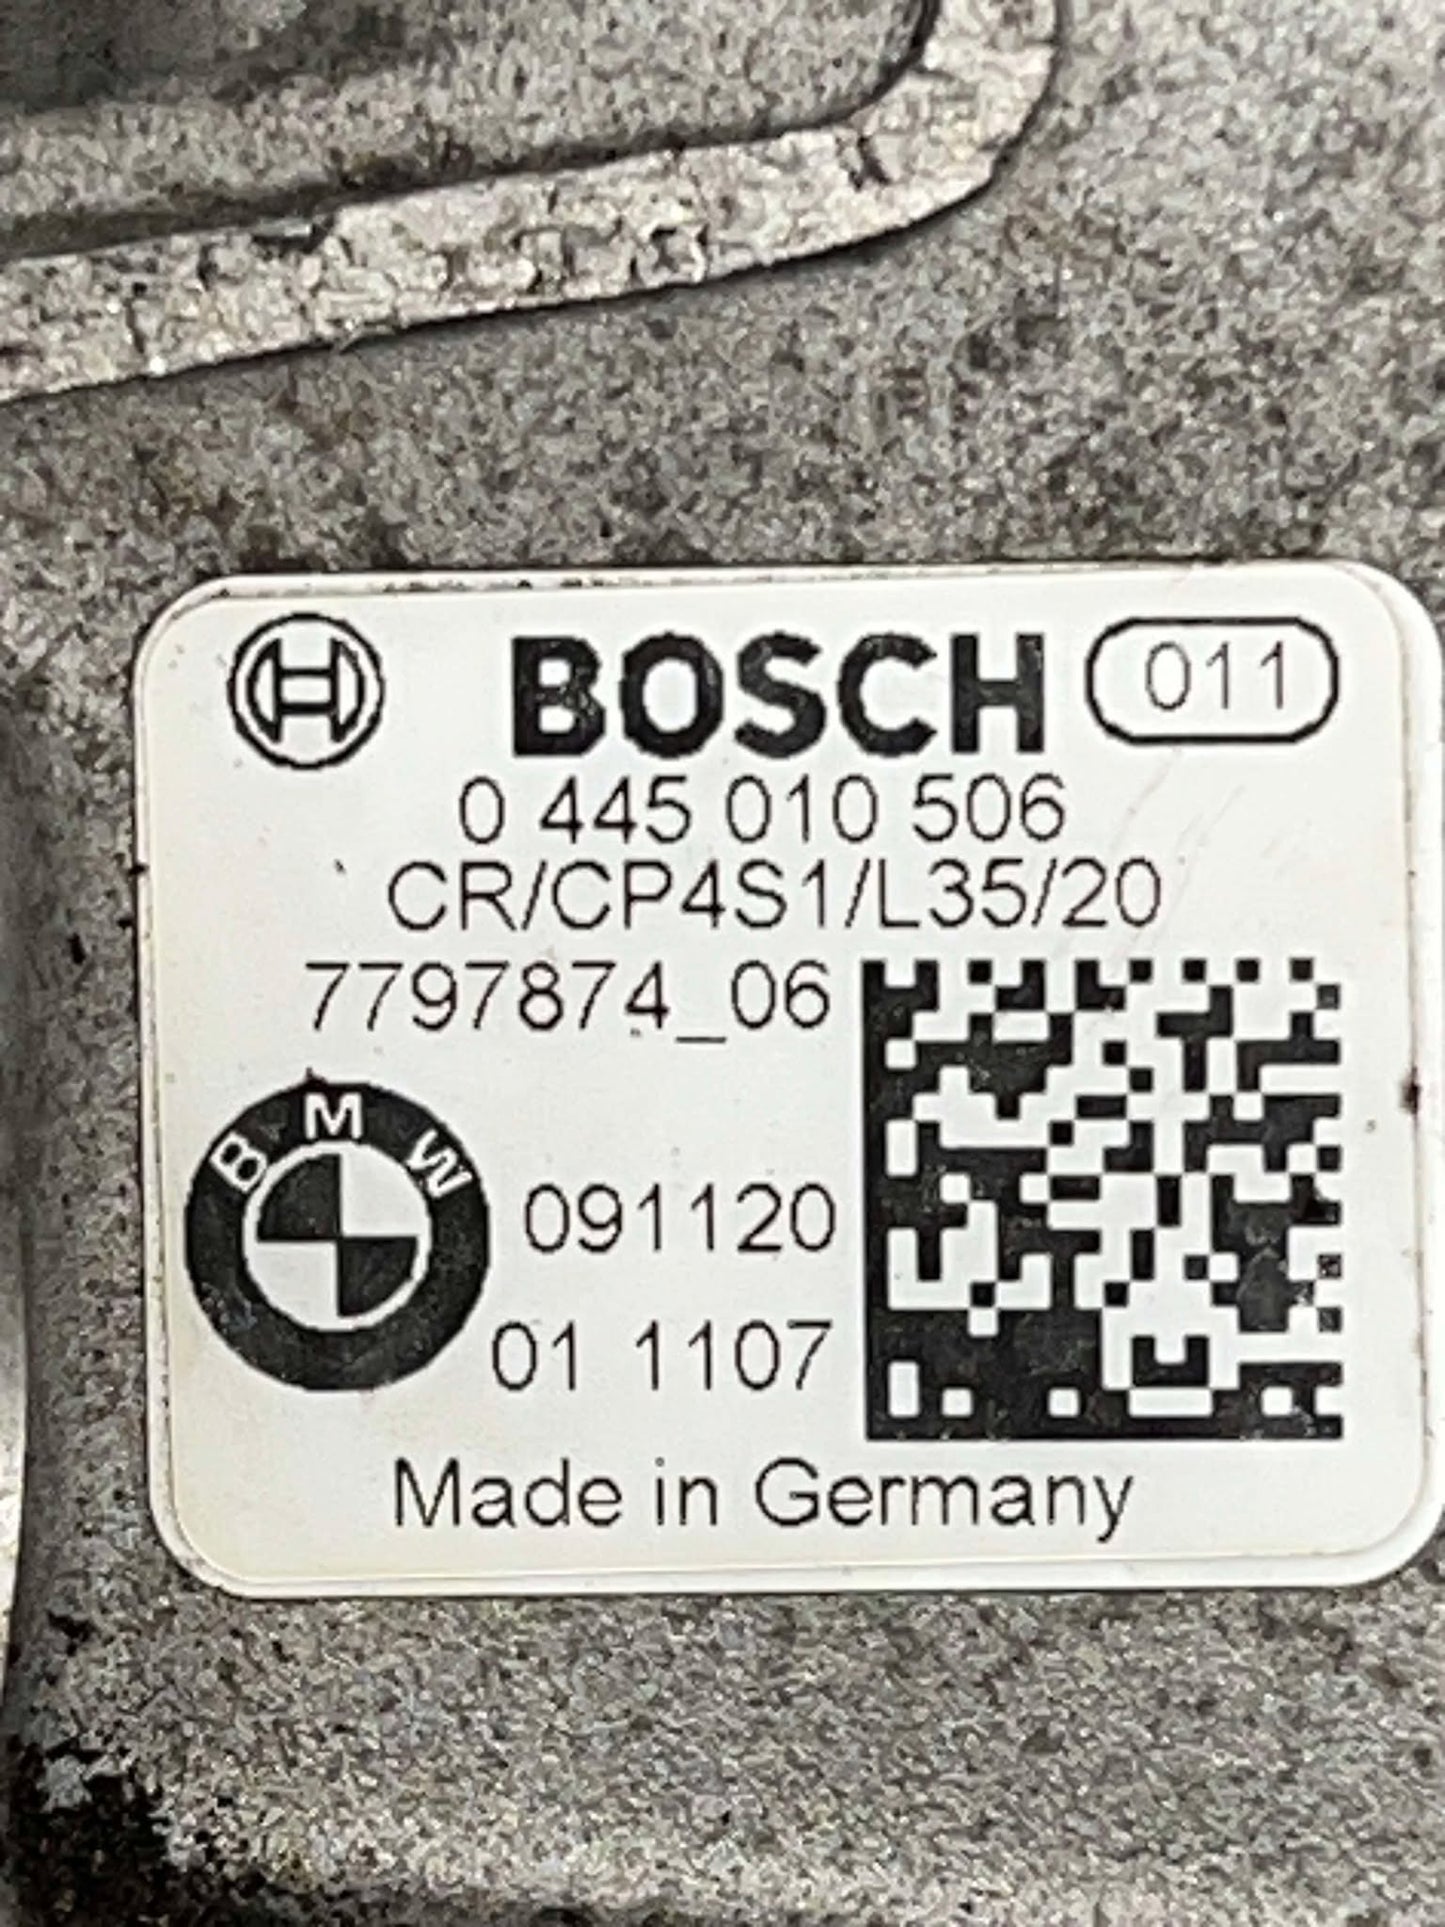 BOSCH 011
0 445 010 506
CR/CP4S1/L35/20
7797874_06
BMW
091120
01 1107
Made in Germany